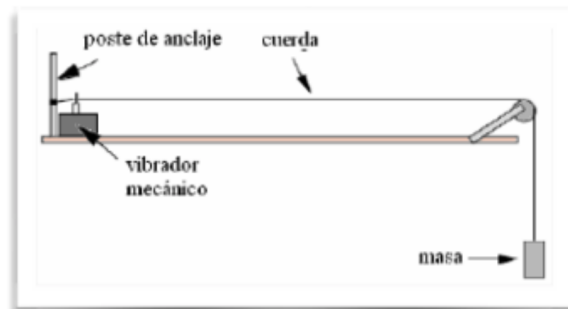 poste de anclaje
cuerda
vibrador
mecánico
masa